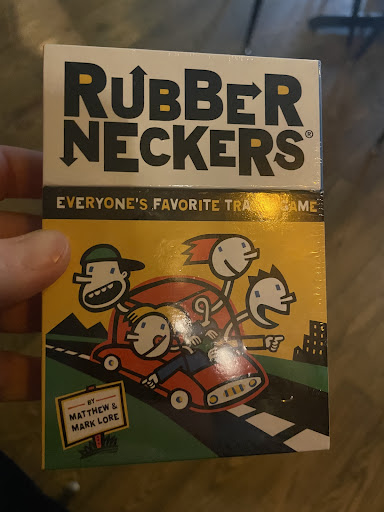 RUBBER
NECKERS®
EVERYONE'S FAVORITE GAME
BY
MATTHEW &
MARK LORE